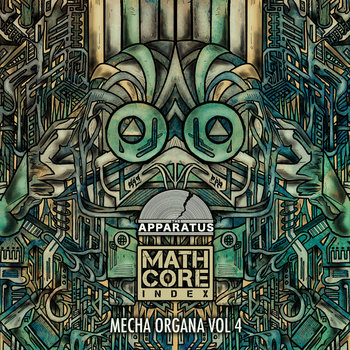 THE
APPARATUS
MATH
CORE
INDEX
MECHA ORGANA VOL 4